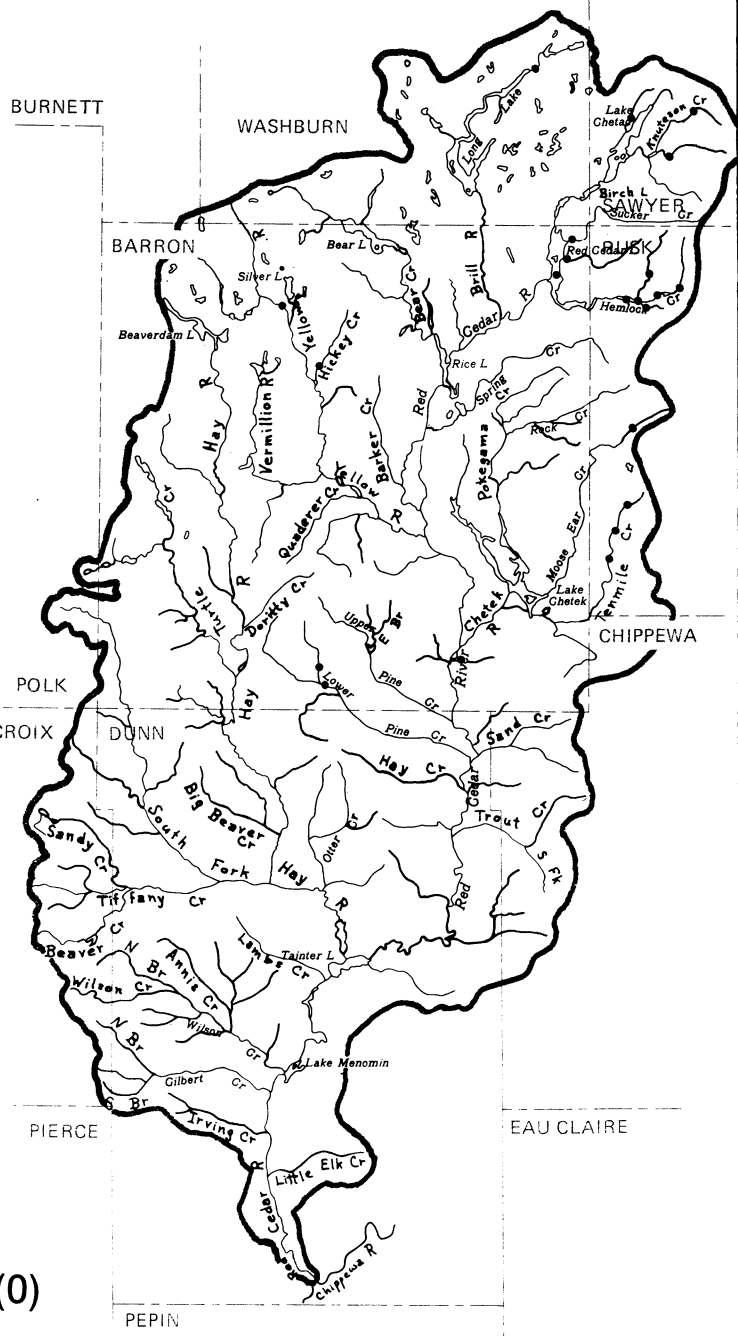 BURNETT
WASHBURN
Lake
Chetac
Knuteson Cr
Long Lake
Birch L
SAWYER
Sucker Cr
BARRON
R
Bear L
Brill R
Red Cedar
RUSK
Silver L
Yellow
Bear Cr
Hemlock Cr
Beaverdam L
Hickey Cr
Cedar R
Rice L
Hay R
Vermillion R
Barker Cr
Red
Spring Cr
Pokegama Cr
Rock Cr
Quaderer Cr
Yellow R
Moose Ear Cr
Tenmile Cr
Turtle Cr
R
Doritty Cr
Upper
Br
Chetek R
Lake
Chetek
CHIPPEWA
POLK
Hay
Lower
Pine Cr
River
CROIX
DUNN
Pine Cr
Sand Cr
Hay Cr
Cedar
Big Beaver
Cr
Trout Cr
Sandy Cr
South Fork
Otter Cr
Hay R
S Fk
Tiffany Cr
Red
Beaver Cr
N Br
Annis Cr
Lambs Cr
Tainter L
Wilson Cr
N Br
Wilson Cr
Lake Menomin
Gilbert Cr
S Br
PIERCE
Irving Cr
EAU CLAIRE
Little Elk Cr
Red Cedar R
Chippewa R
(0)
PEPIN